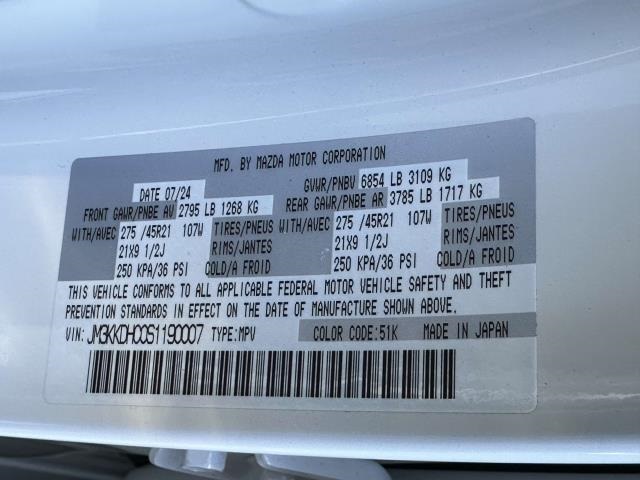 MFD. BY MAZDA MOTOR CORPORATION
DATE 07/24 GVWR/PNBV 6854 LB 3109 KG
FRONT GAWR/PNBE AV 2795 LB 1268 KG REAR GAWR/PNBE AR 3785 LB 1717 KG
WITH/AVEC 275 /45R21 107W TIRES/PNEUS WITH/AVEC 275 /45R21 107W TIRES/PNEUS
21X9 1/2J RIMS/JANTES 21X9 1/2J RIMS/JANTES
250 KPA/36 PSI COLD/A FROID 250 KPA/36 PSI COLD/A FROID
THIS VEHICLE CONFORMS TO ALL APPLICABLE FEDERAL MOTOR VEHICLE SAFETY AND THEFT
PREVENTION STANDARDS IN EFFECT ON THE DATE OF MANUFACTURE SHOWN ABOVE.
VIN: JM3KKDHC0S1190007 TYPE:MPV COLOR CODE:51K MADE IN JAPAN